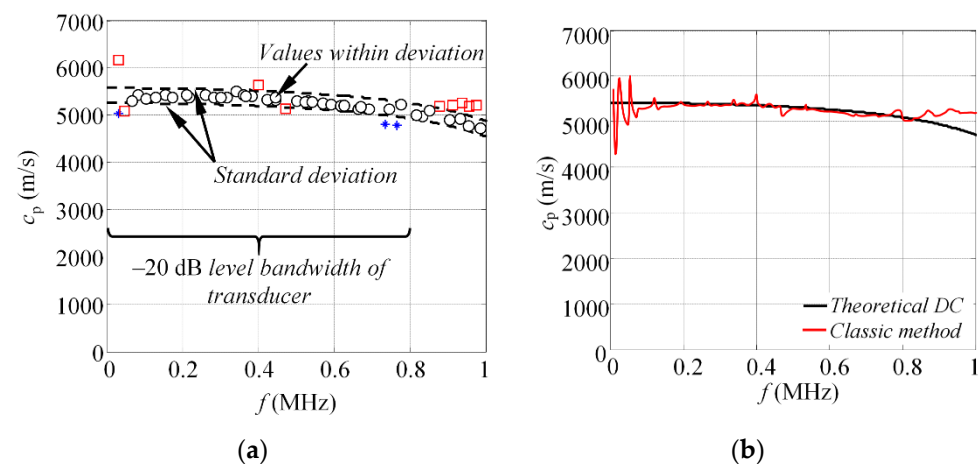 7000
6000
5000
4000
3000
2000
1000
0
cp (m/s)
Values within deviation
Standard deviation
−20 dB level bandwidth of
transducer
0 0.2 0.4 0.6 0.8 1
f (MHz)
(a)
7000
6000
5000
4000
3000
2000
1000
0
cp (m/s)
Theoretical DC
Classic method
0 0.2 0.4 0.6 0.8 1
f (MHz)
(b)